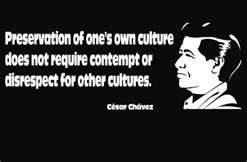 Preservation of one's own culture
does not require contempt or
disrespect for other cultures.
César Chávez